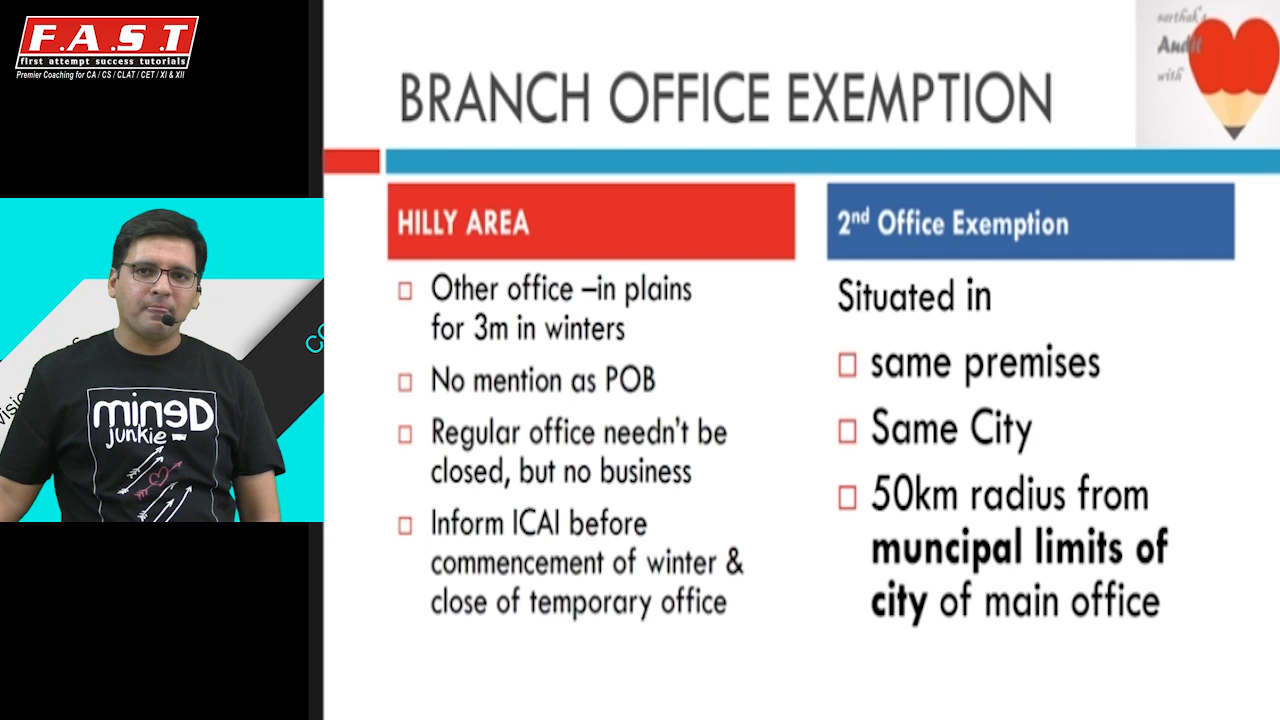 F.A.S.T
first attempt success tutorials
Premier Coaching for CA / CS / CLAT / CET / XI & XII
sarthak's
Audit
with
BRANCH OFFICE EXEMPTION
HILLY AREA
Other office –in plains
for 3m in winters
No mention as POB
Regular office needn't be
closed, but no business
Inform ICAI before
commencement of winter &
close of temporary office
2nd Office Exemption
Situated in
same premises
Same City
50km radius from
muncipal limits of
city of main office
Denim
junkie